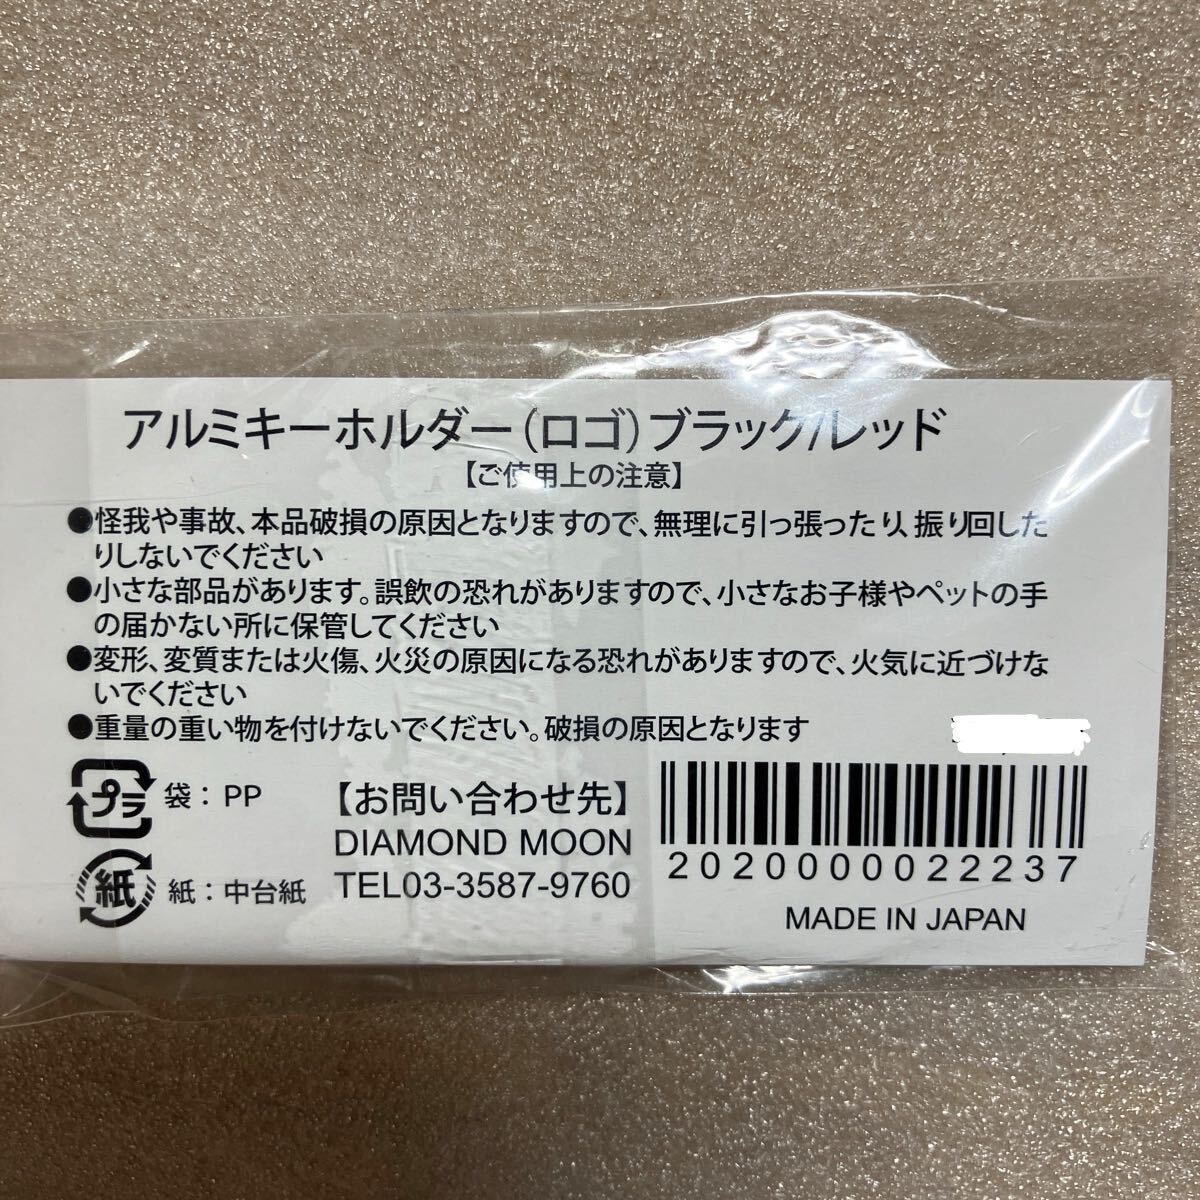 アルミキーホルダー(ロゴ)ブラック/レッド
【ご使用上の注意】
●怪我や事故、本品破損の原因となりますので、無理に引っ張ったり、振り回した
りしないでください
●小さな部品があります。誤飲の恐れがありますので、小さなお子様やペットの手
の届かない所に保管してください
●変形、変質または火傷、火災の原因になる恐れがありますので、火気に近づけな
いでください
●重量の重い物を付けないでください。破損の原因となります
プラ 袋:PP
紙 紙:中台紙
【お問い合わせ先】
DIAMOND MOON
TEL03-3587-9760
2020000022237
MADE IN JAPAN